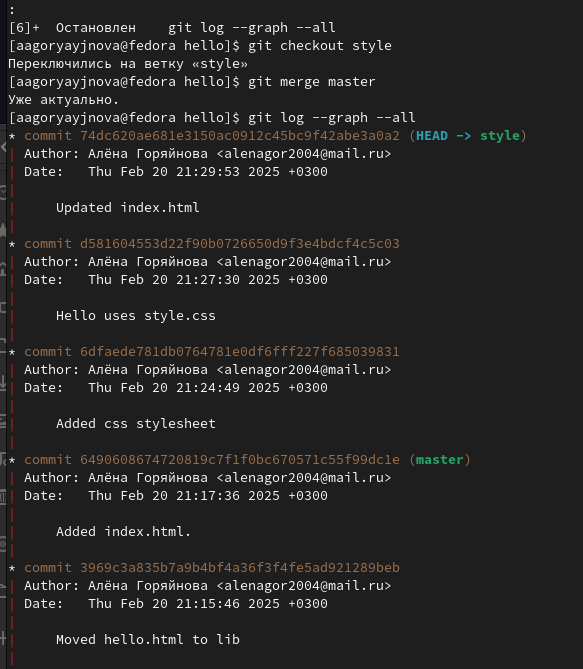 :
[6]+  Остановлен    git log --graph --all
[aagoryayjnova@fedora hello]$ git checkout style
Переключились на ветку «style»
[aagoryayjnova@fedora hello]$ git merge master
Уже актуально.
[aagoryayjnova@fedora hello]$ git log --graph --all
* commit 74dc620ae681e3150ac0912c45bc9f42abe3a0a2 (HEAD -> style)
| Author: Алёна Горяйнова <alenagor2004@mail.ru>
| Date:   Thu Feb 20 21:29:53 2025 +0300
|
|     Updated index.html
|
* commit d581604553d22f90b0726650d9f3e4bdcf4c5c03
| Author: Алёна Горяйнова <alenagor2004@mail.ru>
| Date:   Thu Feb 20 21:27:30 2025 +0300
|
|     Hello uses style.css
|
* commit 6dfaede781db0764781e0df6fff227f685039831
| Author: Алёна Горяйнова <alenagor2004@mail.ru>
| Date:   Thu Feb 20 21:24:49 2025 +0300
|
|     Added css stylesheet
|
* commit 6490608674720819c7f1f0bc670571c55f99dc1e (master)
| Author: Алёна Горяйнова <alenagor2004@mail.ru>
| Date:   Thu Feb 20 21:17:36 2025 +0300
|
|     Added index.html.
|
* commit 3969c3a835b7a9b4bf4a36f3f4fe5ad921289beb
| Author: Алёна Горяйнова <alenagor2004@mail.ru>
| Date:   Thu Feb 20 21:15:46 2025 +0300
|
|     Moved hello.html to lib
|